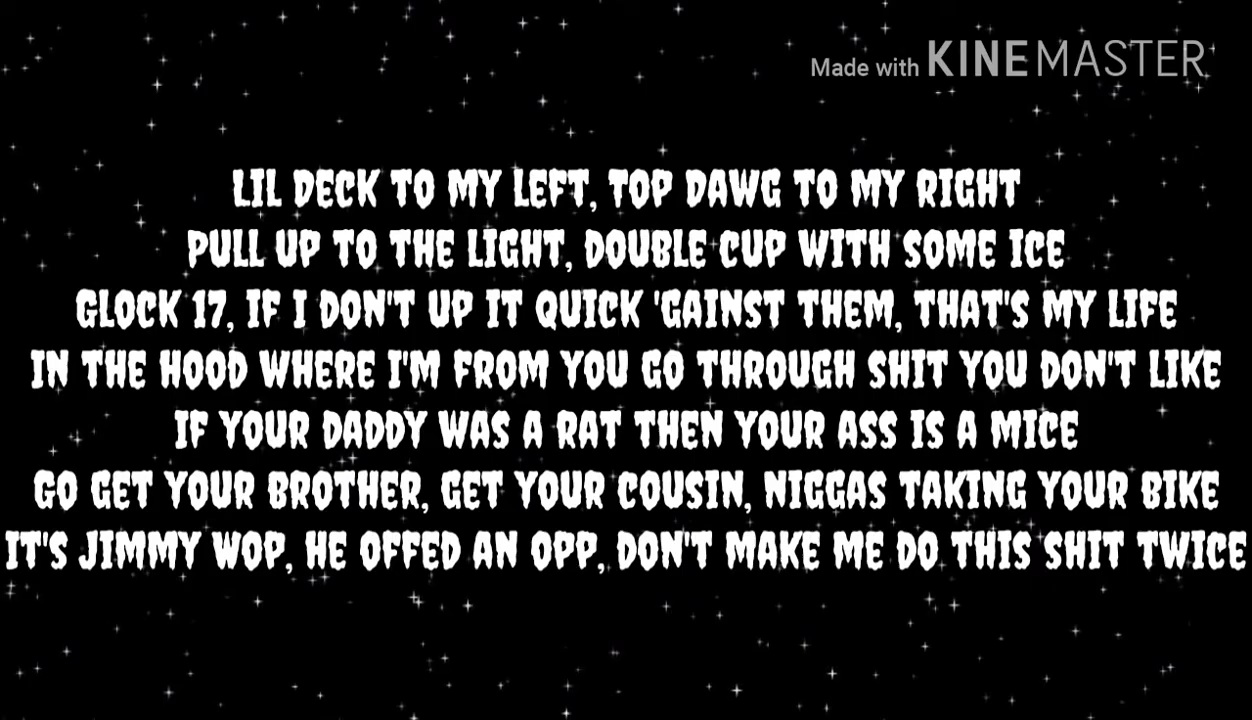 Made with KINEMASTER
LIL DECK TO MY LEFT, TOP DAWG TO MY RIGHT
PULL UP TO THE LIGHT, DOUBLE CUP WITH SOME ICE
GLOCK 17, IF I DON'T UP IT QUICK 'GAINST THEM, THAT'S MY LIFE
IN THE HOOD WHERE I'M FROM YOU GO THROUGH SHIT YOU DON'T LIKE
IF YOUR DADDY WAS A RAT THEN YOUR ASS IS A MICE
GO GET YOUR BROTHER, GET YOUR COUSIN, NIGGAS TAKING YOUR BIKE
IT'S JIMMY WOP, HE OFFED AN OPP, DON'T MAKE ME DO THIS SHIT TWICE